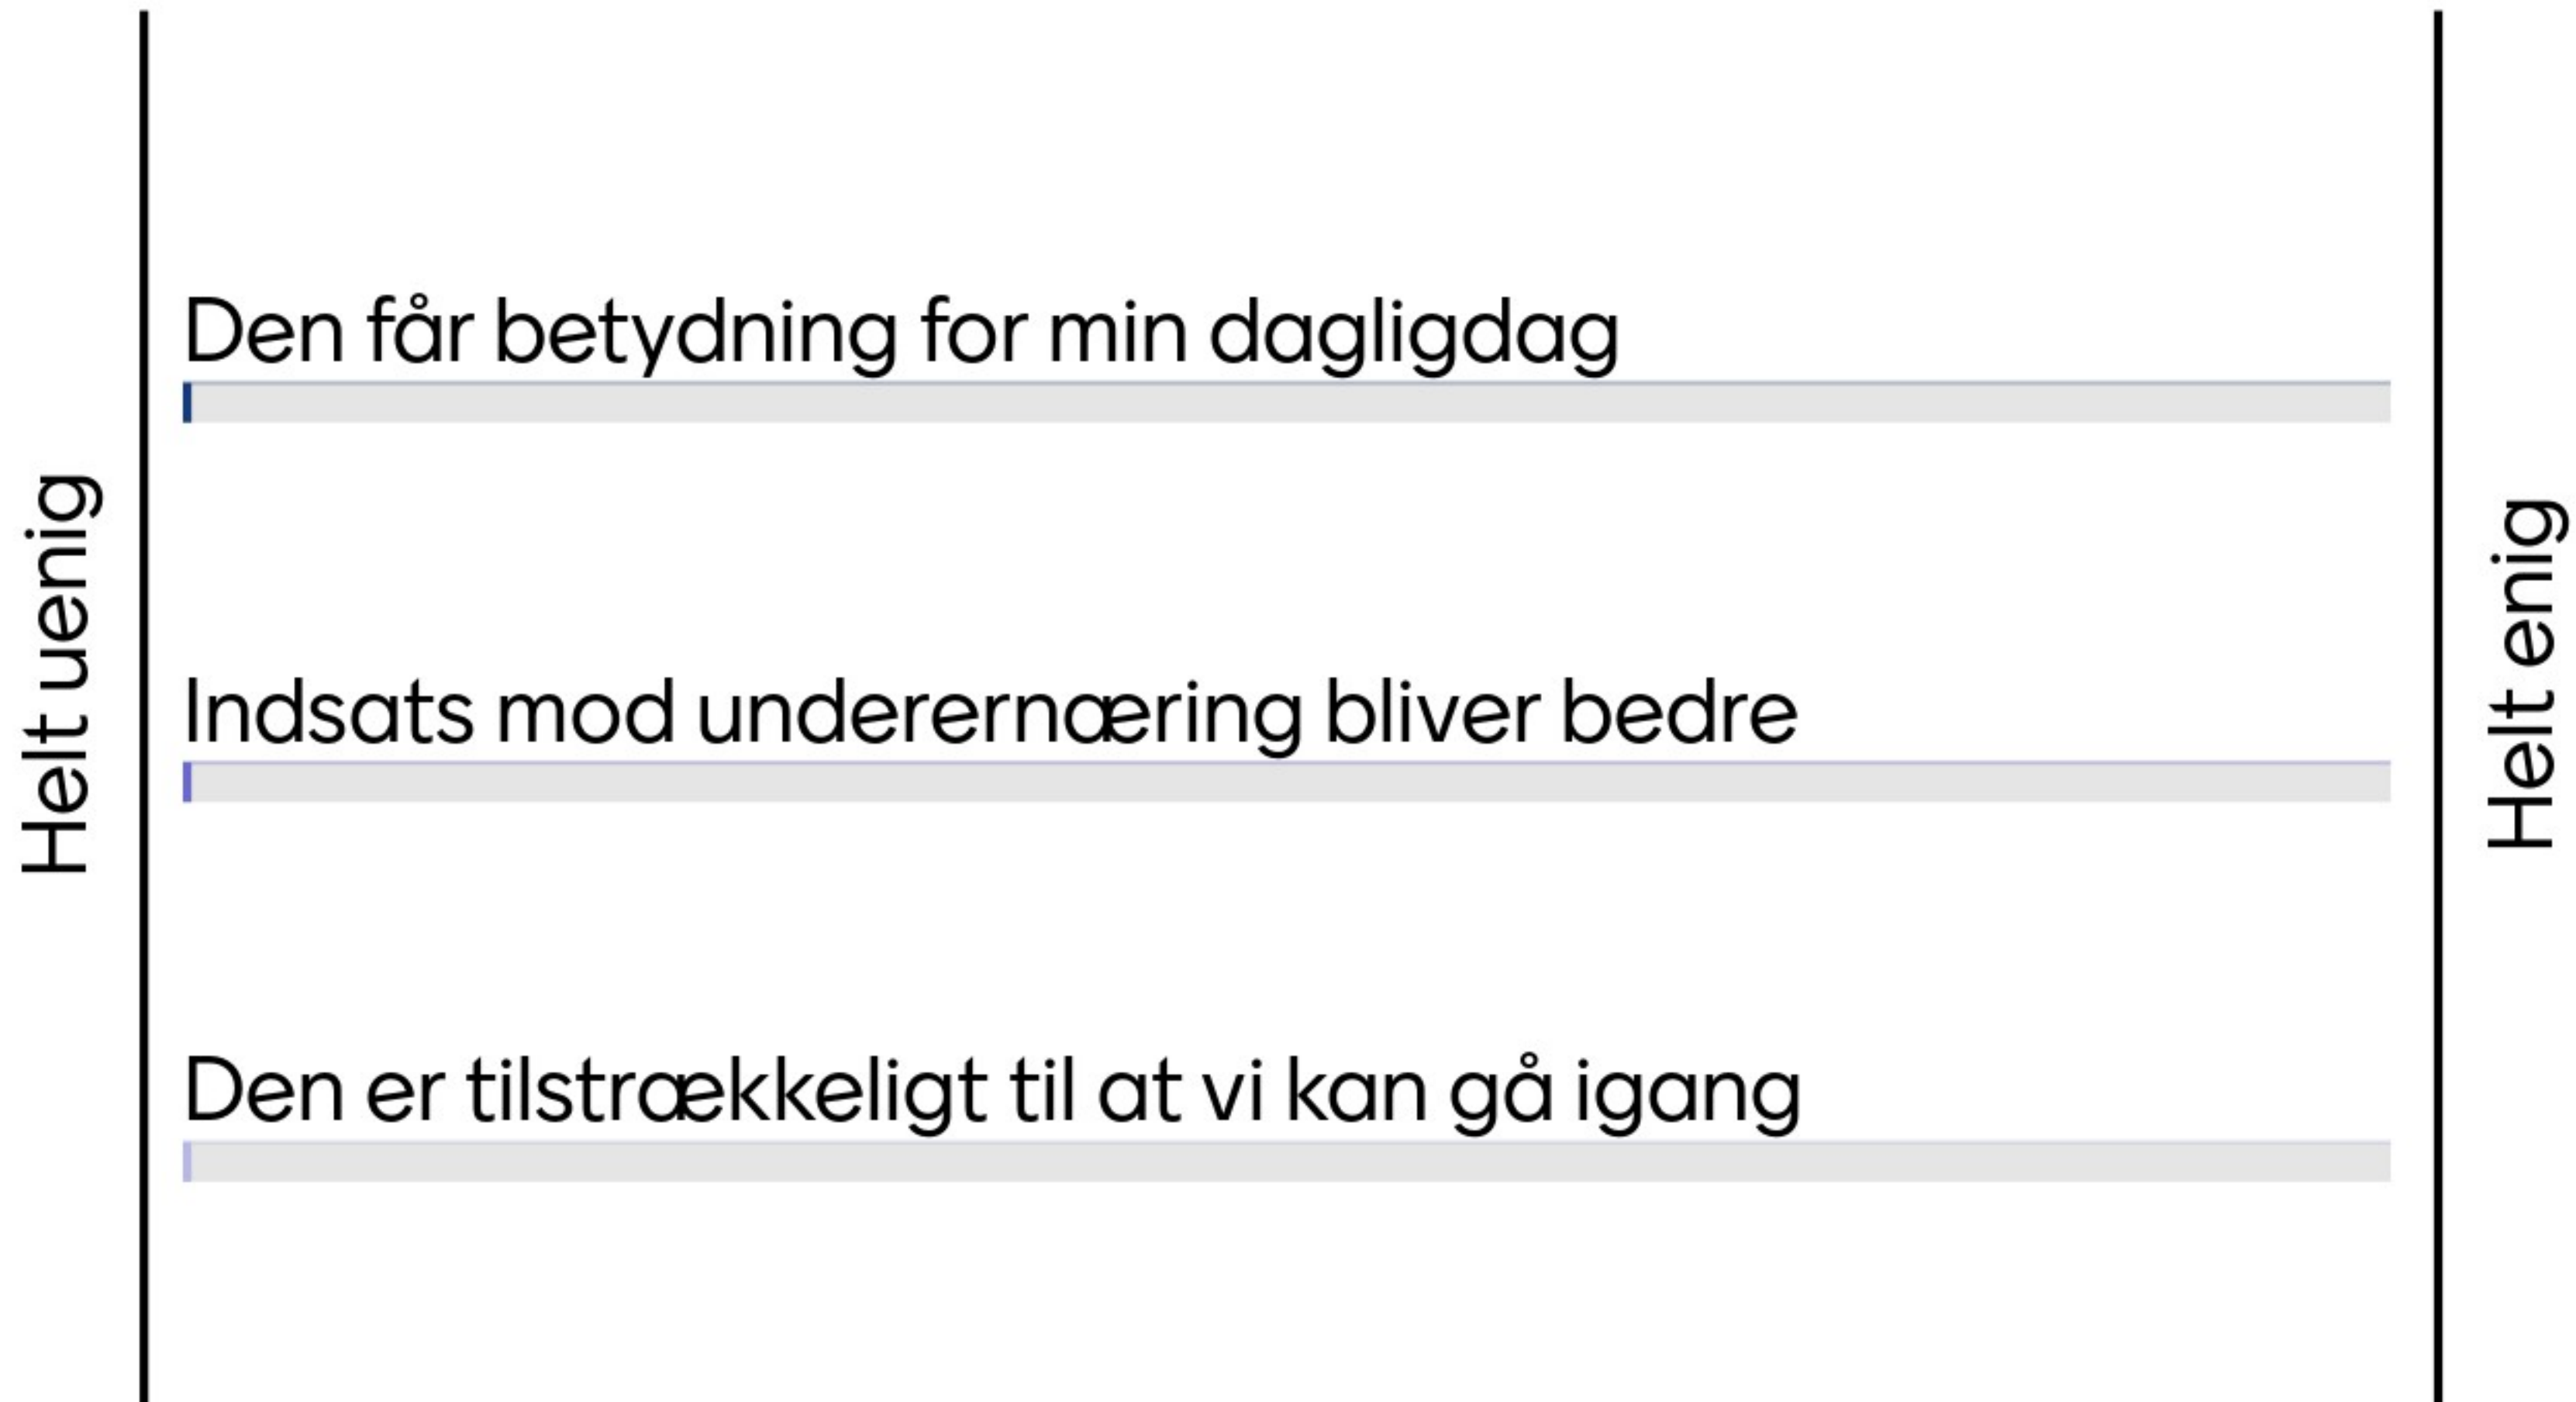 Helt uenig
Den får betydning for min dagligdag
Indsats mod underernæring bliver bedre
Den er tilstrækkeligt til at vi kan gå igang
Helt enig